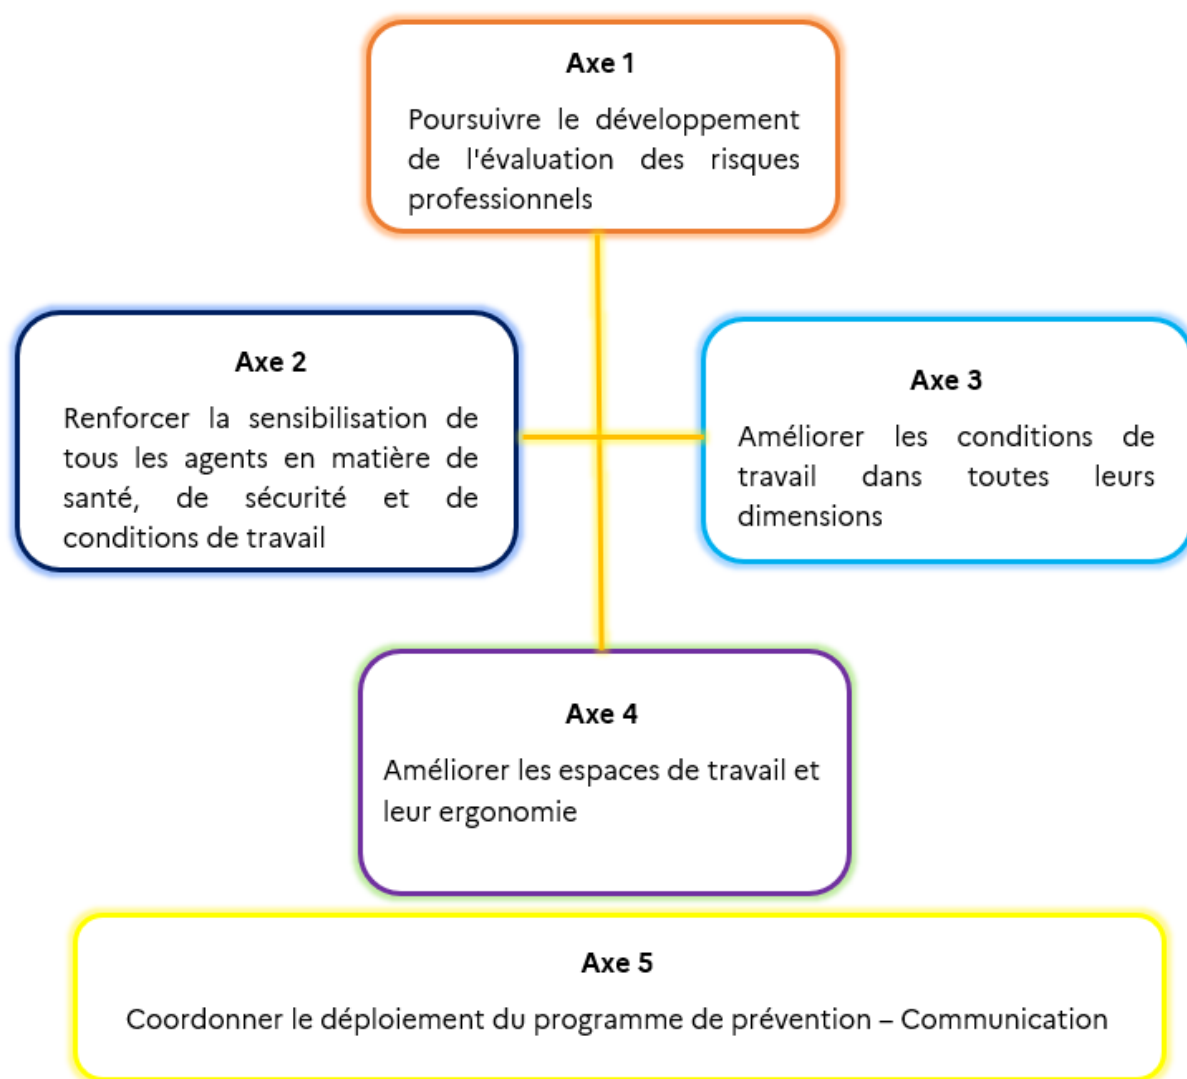 Axe 1
Poursuivre le développement
de l'évaluation des risques
professionnels
Axe 2
Renforcer la sensibilisation de
tous les agents en matière de
santé, de sécurité et de
conditions de travail
Axe 3
Améliorer les conditions de
travail dans toutes leurs
dimensions
Axe 4
Améliorer les espaces de travail et
leur ergonomie
Axe 5
Coordonner le déploiement du programme de prévention – Communication